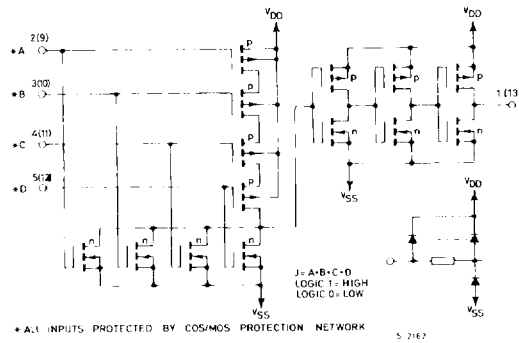 VDD
2(9)
*A
P
3(10)
*B
P
4(11)
*C
P
5(12
*D
P
n
n
n
n
VSS
VDD
P
P
P
n
n
n
1 (13
VSS
J= A+B+C+D
LOGIC 1= HIGH
LOGIC 0= LOW
VDD
VSS
* ALL INPUTS PROTECTED BY COS/MOS PROTECTION NETWORK
S 2162